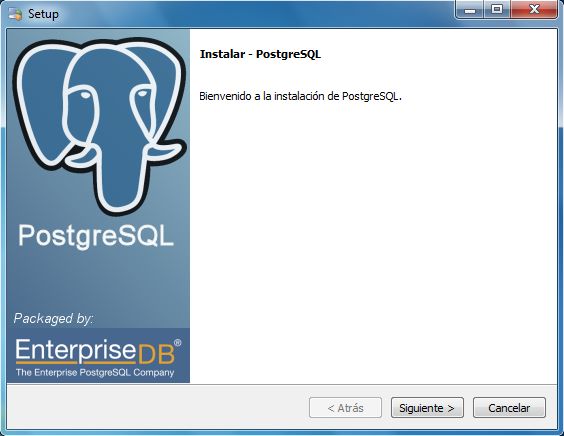 Setup
Instalar - PostgreSQL
Bienvenido a la instalación de PostgreSQL.
PostgreSQL
Packaged by:
EnterpriseDB®
The Enterprise PostgreSQL Company
< Atrás
Siguiente >
Cancelar